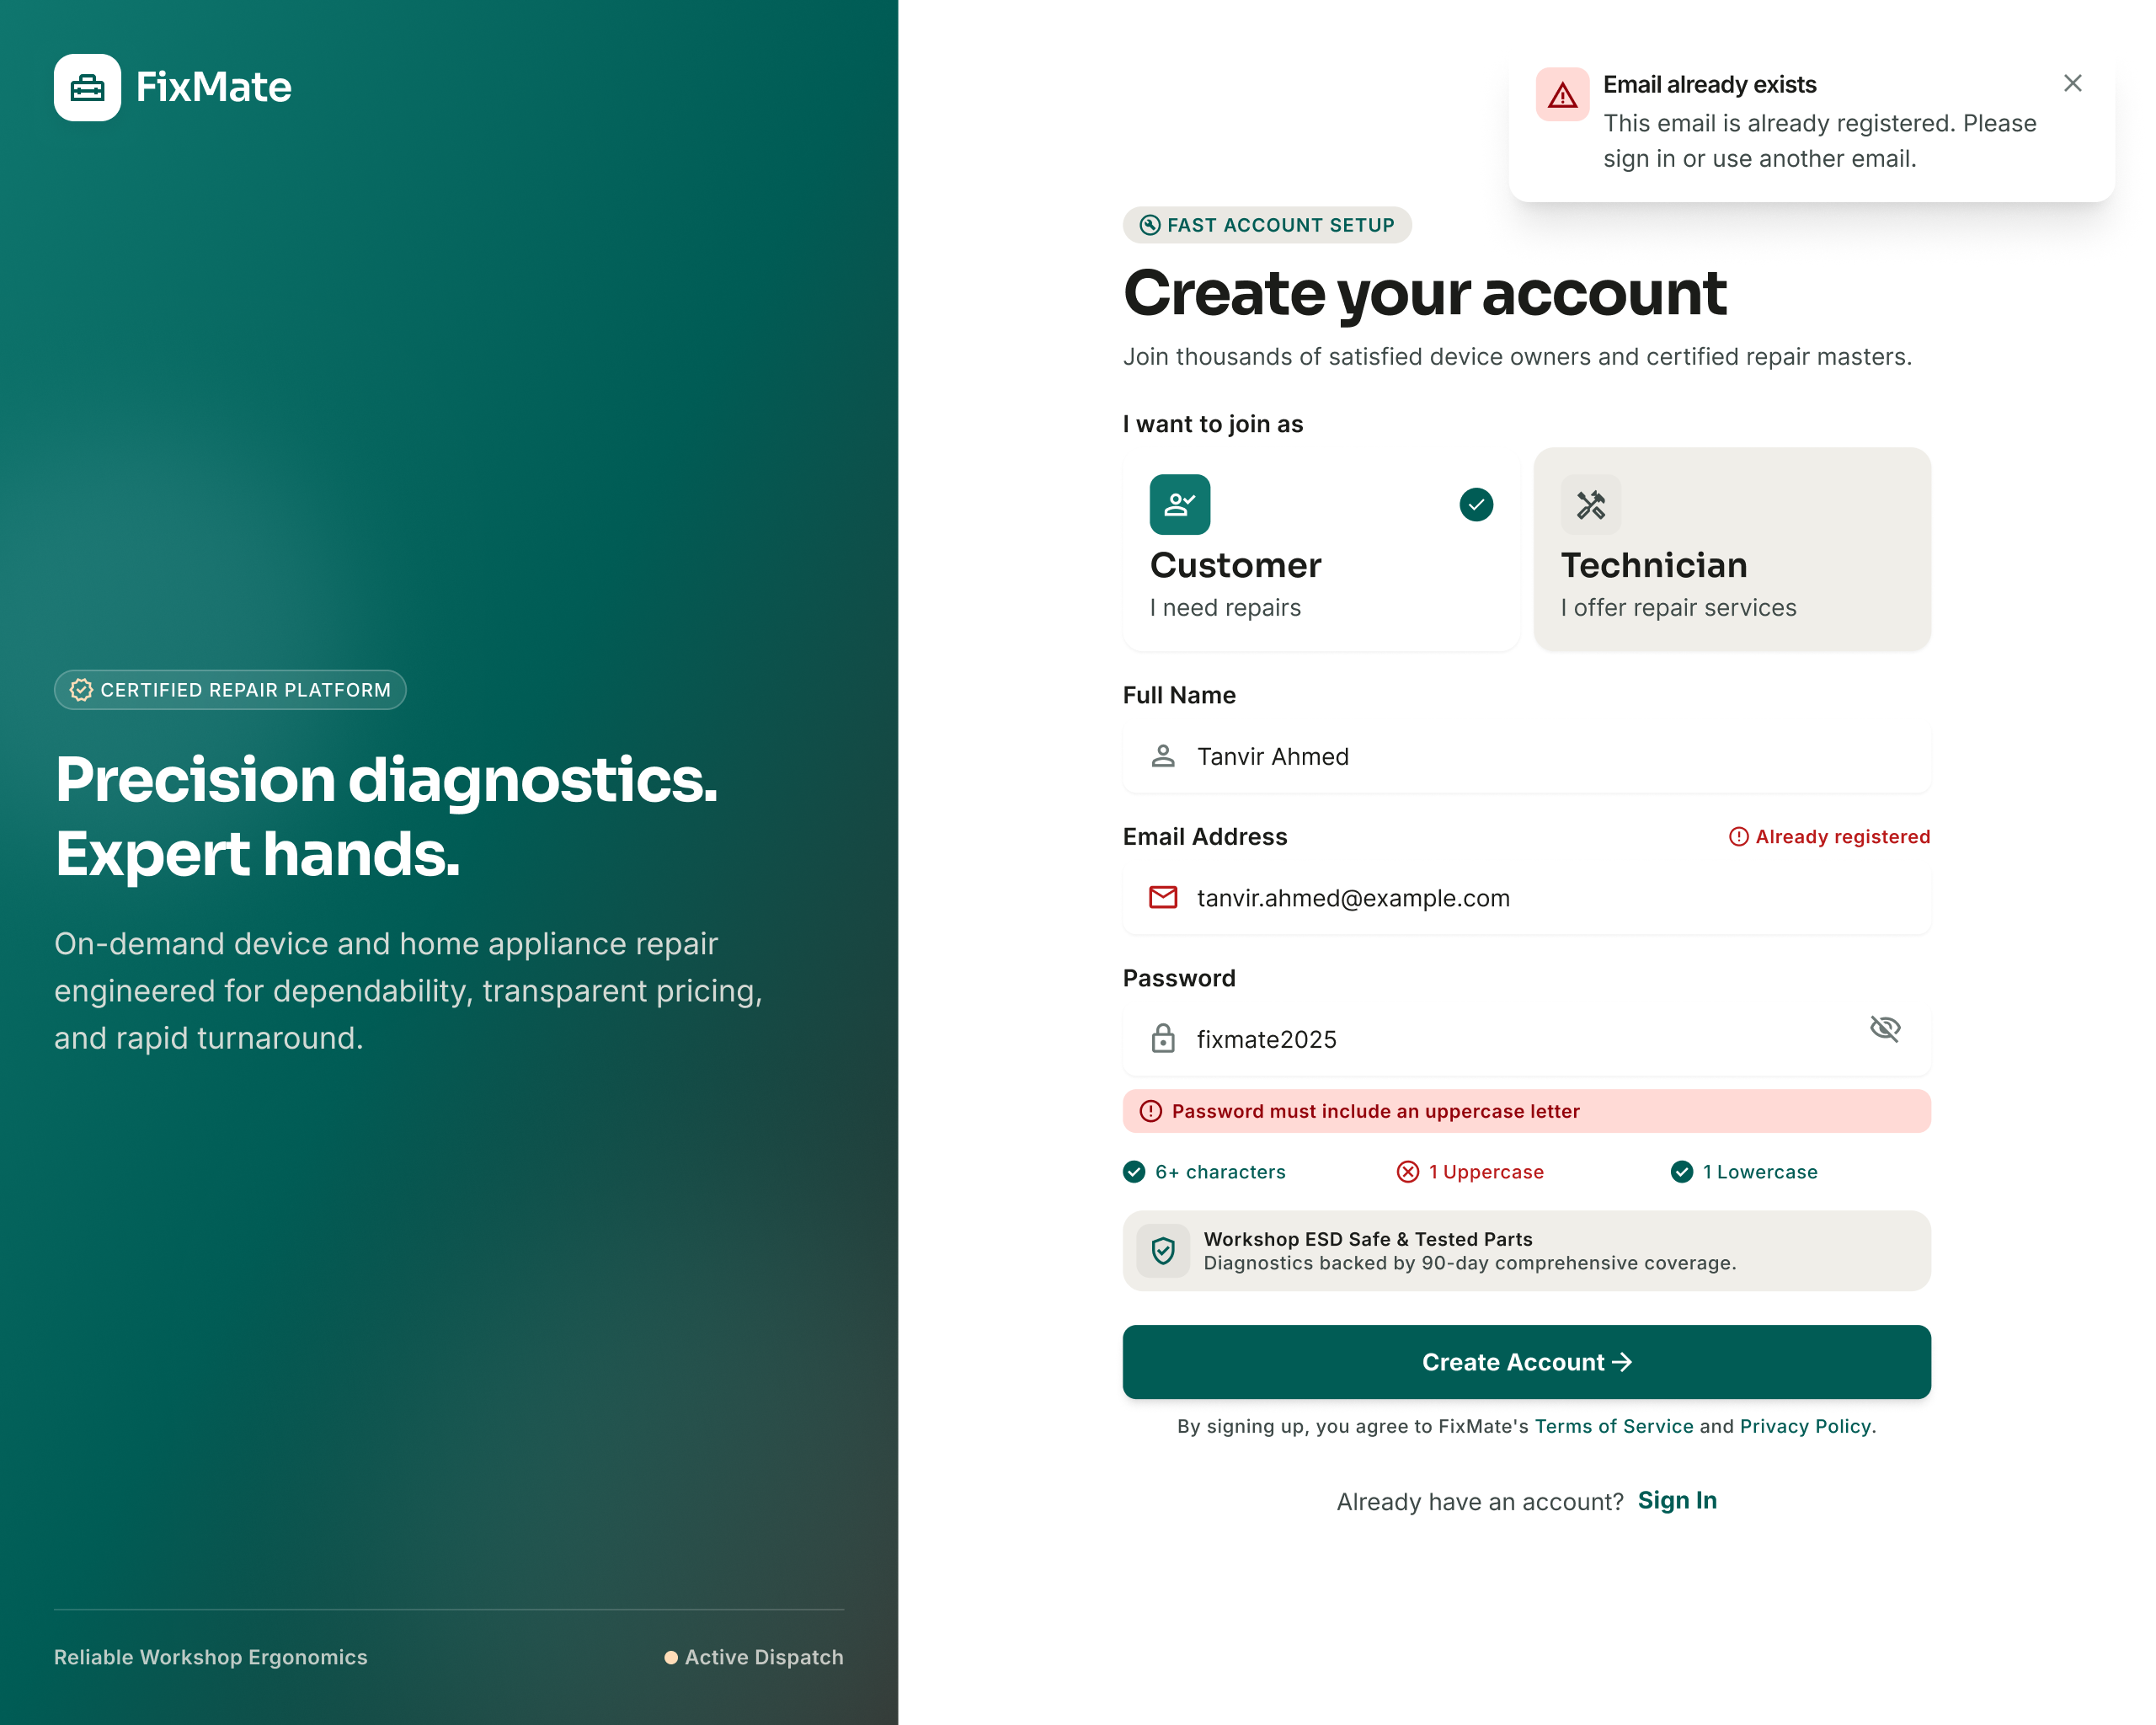 FixMate
CERTIFIED REPAIR PLATFORM
Precision diagnostics.
Expert hands.
On-demand device and home appliance repair
engineered for dependability, transparent pricing,
and rapid turnaround.
Reliable Workshop Ergonomics
Active Dispatch
Email already exists
This email is already registered. Please
sign in or use another email.
FAST ACCOUNT SETUP
Create your account
Join thousands of satisfied device owners and certified repair masters.
I want to join as
Customer
I need repairs
Technician
I offer repair services
Full Name
Tanvir Ahmed
Email Address
Already registered
tanvir.ahmed@example.com
Password
fixmate2025
Password must include an uppercase letter
6+ characters
1 Uppercase
1 Lowercase
Workshop ESD Safe & Tested Parts
Diagnostics backed by 90-day comprehensive coverage.
Create Account
By signing up, you agree to FixMate's Terms of Service and Privacy Policy.
Already have an account? Sign In